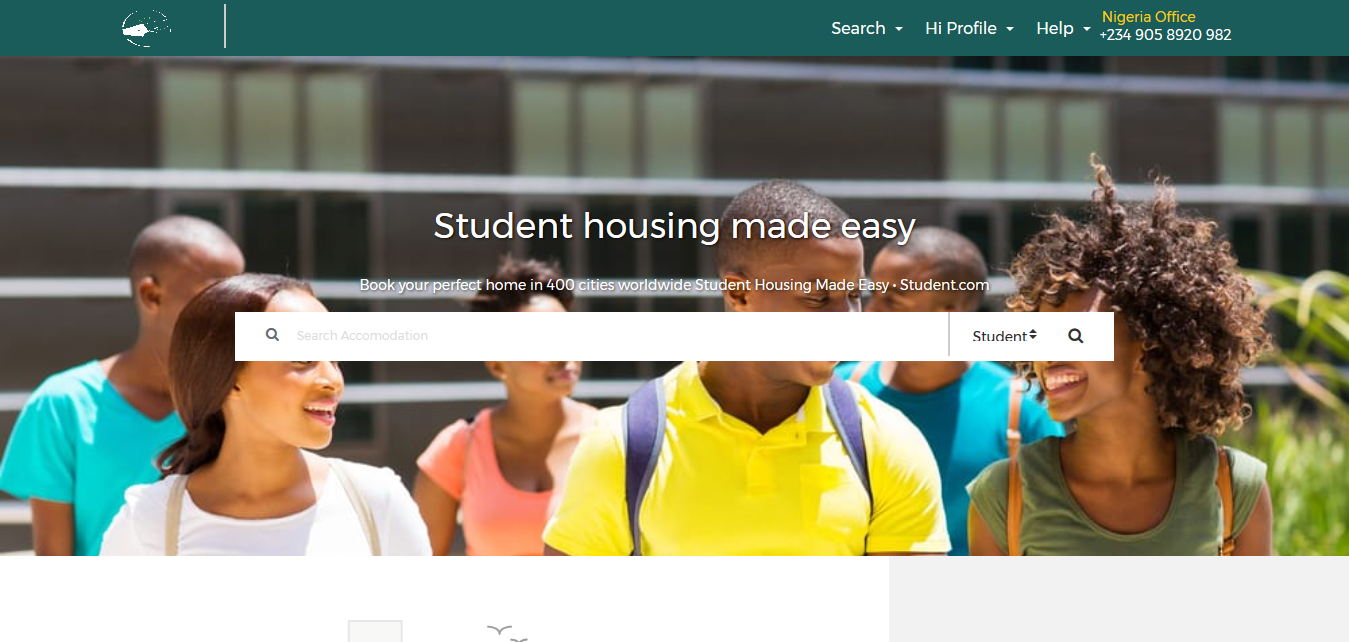 Search
Hi Profile
Help
Nigeria Office
+234 905 8920 982
Student housing made easy
Book your perfect home in 400 cities worldwide Student Housing Made Easy • Student.com
Search Accomodation
Student